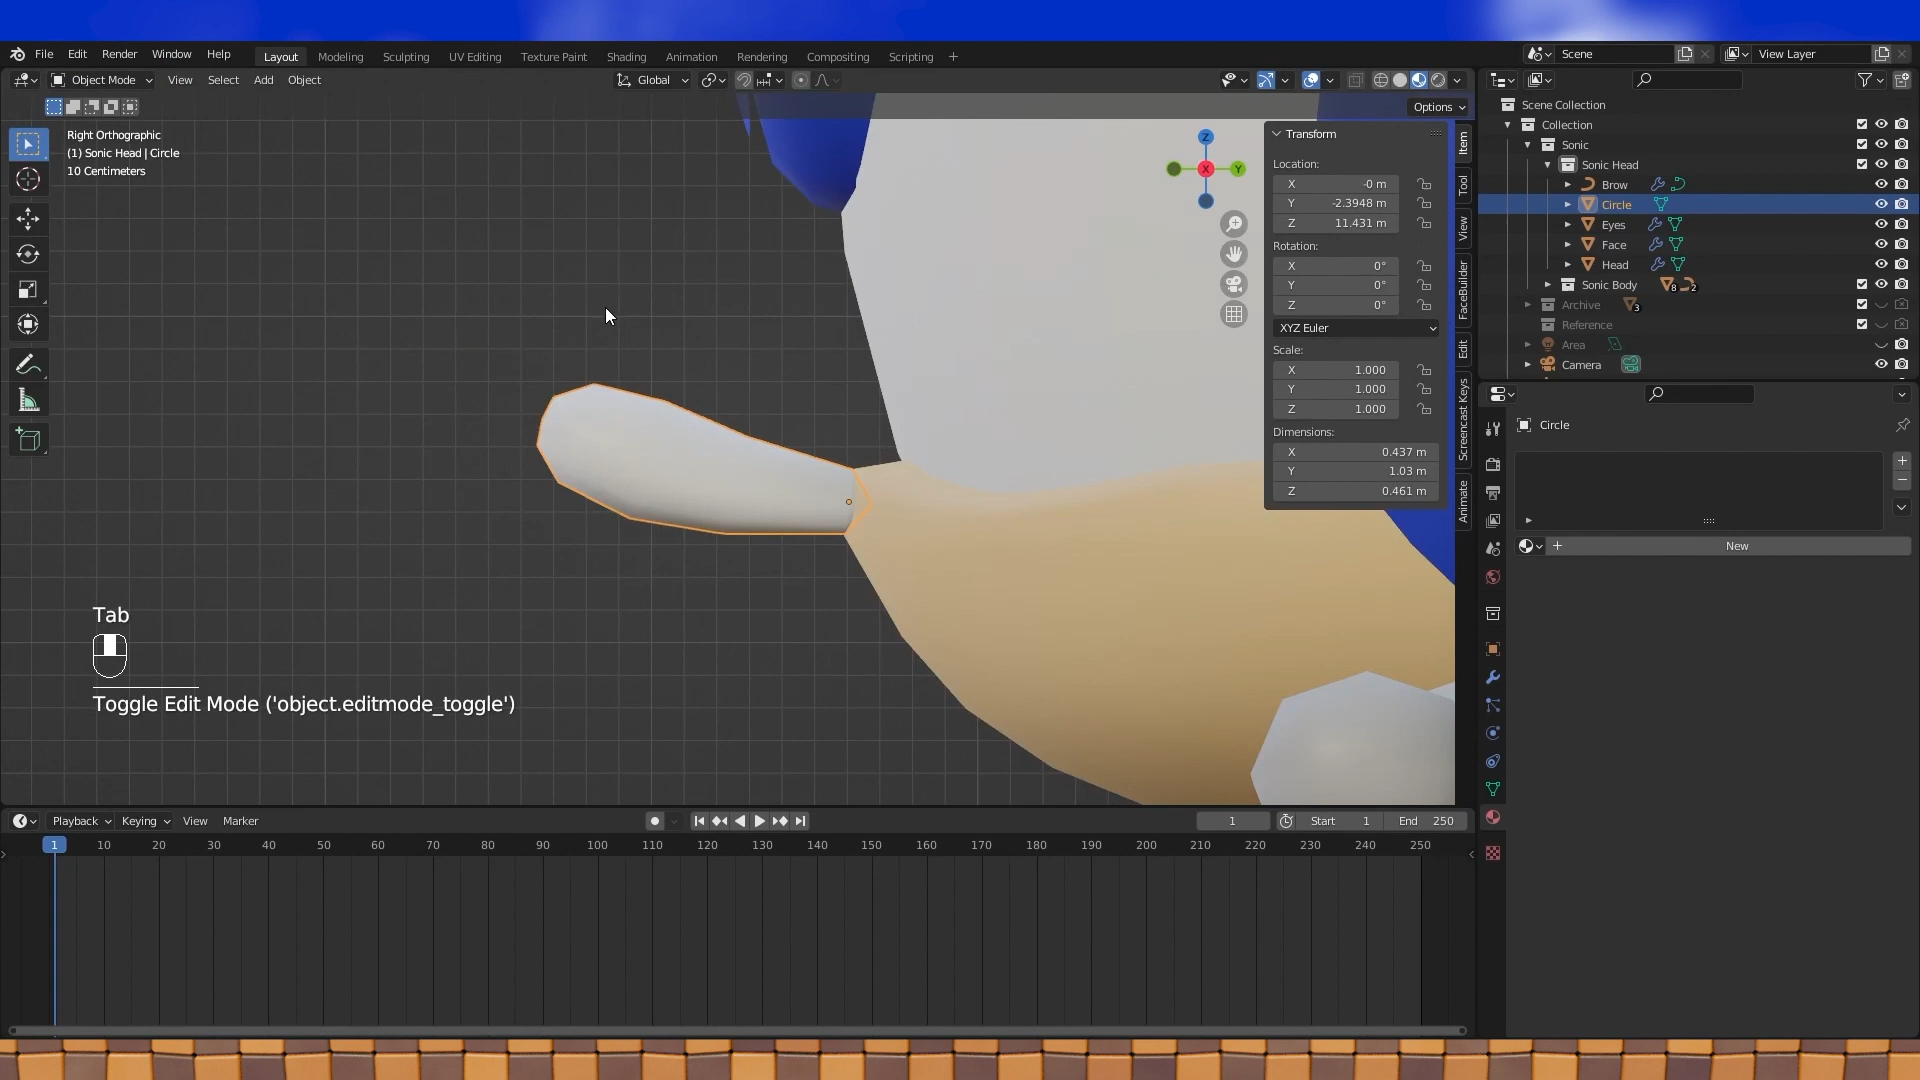 File Edit Render Window Help Layout Modeling Sculpting UV Editing Texture Paint Shading Animation Rendering Compositing Scripting + Scene View Layer
Object Mode View Select Add Object Global
Options
Right Orthographic
(1) Sonic Head | Circle
10 Centimeters
Z
X
Y
Transform
Location:
X -0 m
Y -2.3948 m
Z 11.431 m
Rotation:
X 0°
Y 0°
Z 0°
XYZ Euler
Scale:
X 1.000
Y 1.000
Z 1.000
Dimensions:
X 0.437 m
Y 1.03 m
Z 0.461 m
Item
Tool
View
FaceBuilder
Edit
Screencast Keys
Animate
Scene Collection
Collection
Sonic
Sonic Head
Brow
Circle
Eyes
Face
Head
Sonic Body 8 2
Archive 3
Reference
Area
Camera
Circle
New
Tab
Toggle Edit Mode ('object.editmode_toggle')
Playback Keying View Marker 1 Start 1 End 250
1 10 20 30 40 50 60 70 80 90 100 110 120 130 140 150 160 170 180 190 200 210 220 230 240 250